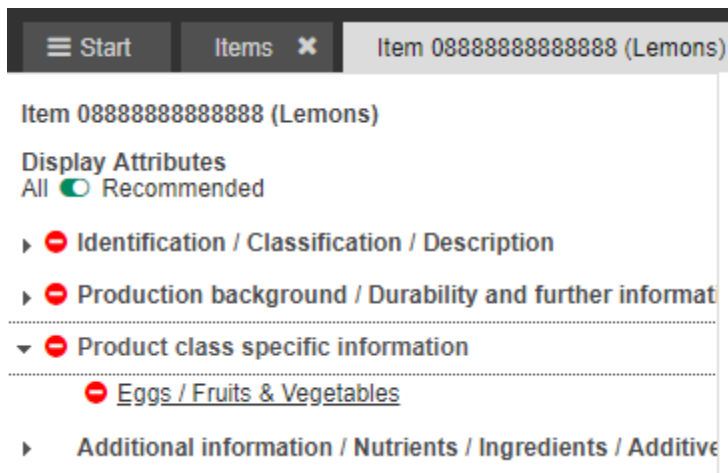 Start
Items
Item 08888888888888 (Lemons)
Item 08888888888888 (Lemons)
Display Attributes
All Recommended
Identification / Classification / Description
Production background / Durability and further informati
Product class specific information
Eggs / Fruits & Vegetables
Additional information / Nutrients / Ingredients / Additive